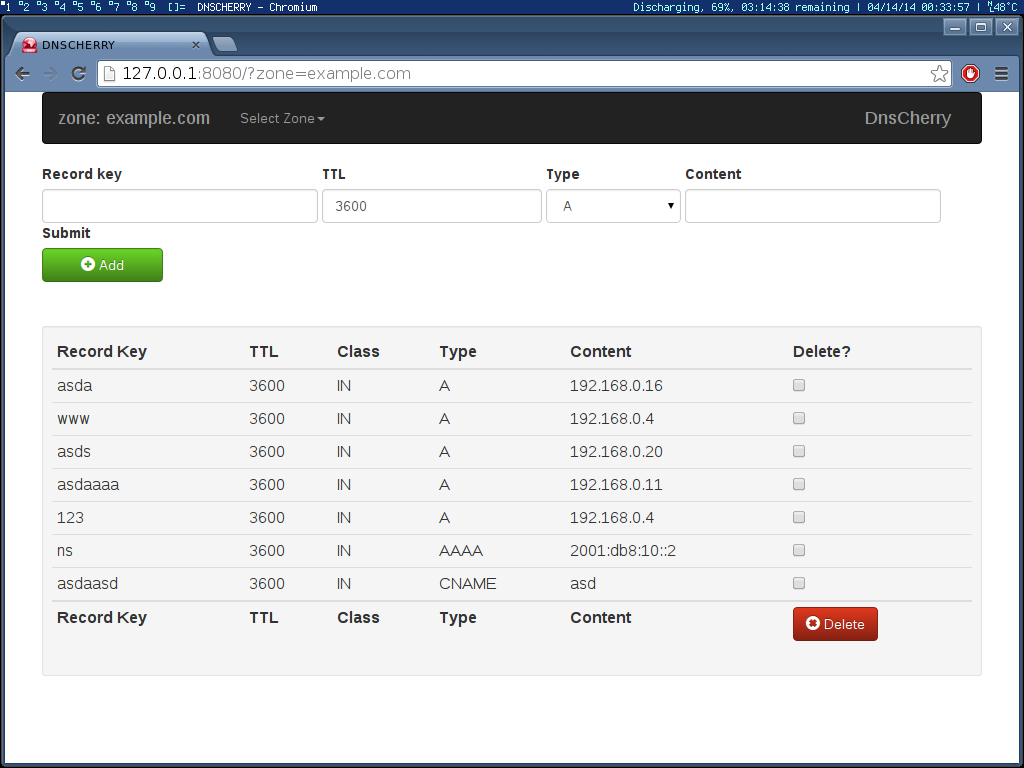 1 2 3 4 5 6 7 8 9 []= DNSCHERRY - Chromium Discharging, 69%, 03:14:38 remaining | 04/14/14 00:33:57 | 48°C
DNSCHERRY
127.0.0.1:8080/?zone=example.com
zone: example.com Select Zone DnsCherry
Record key TTL Type Content
3600 A
Submit
Add
Record Key TTL Class Type Content Delete?
asda 3600 IN A 192.168.0.16
www 3600 IN A 192.168.0.4
asds 3600 IN A 192.168.0.20
asdaaaa 3600 IN A 192.168.0.11
123 3600 IN A 192.168.0.4
ns 3600 IN AAAA 2001:db8:10::2
asdaasd 3600 IN CNAME asd
Record Key TTL Class Type Content Delete